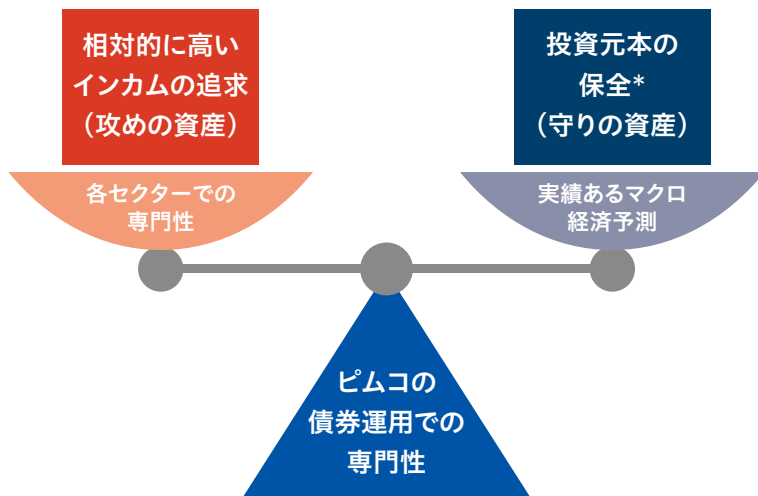 相対的に高い
インカムの追求
（攻めの資産）
各セクターでの
専門性
投資元本の
保全*
（守りの資産）
実績あるマクロ
経済予測
ピムコの
債券運用での
専門性